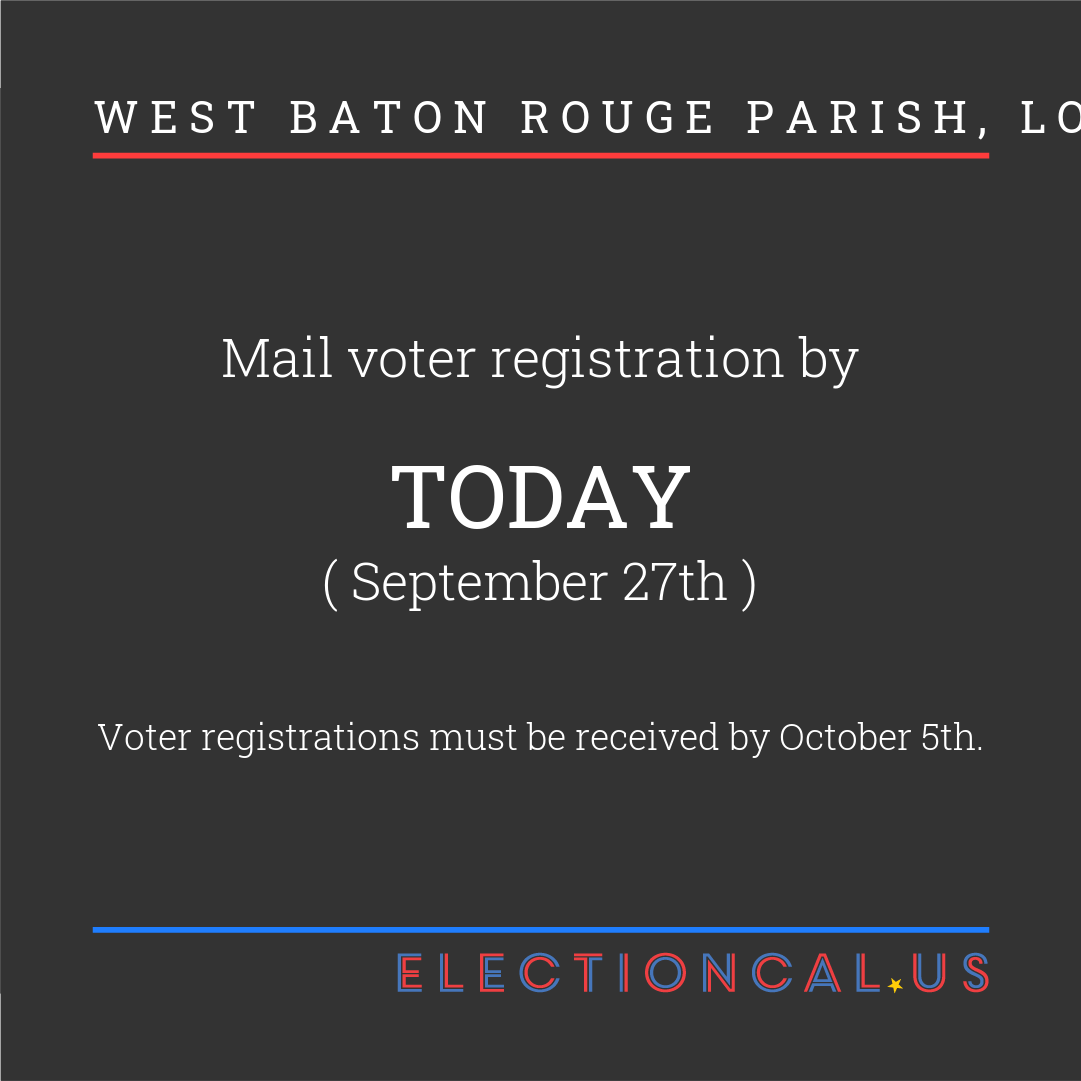 WEST BATON ROUGE PARISH, LO
Mail voter registration by
TODAY
( September 27th )
Voter registrations must be received by October 5th.
ELECTIONCAL.US